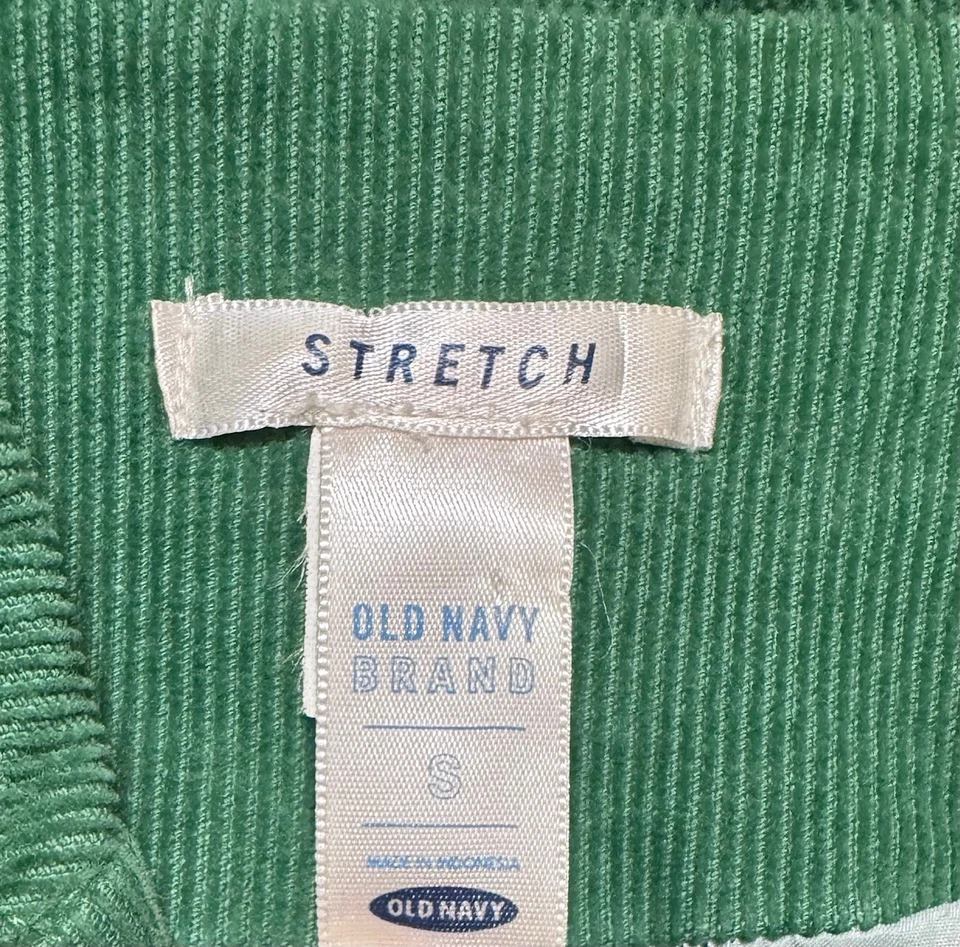 STRETCH
OLD NAVY
BRAND
S
MADE IN INDONESIA
OLD NAVY